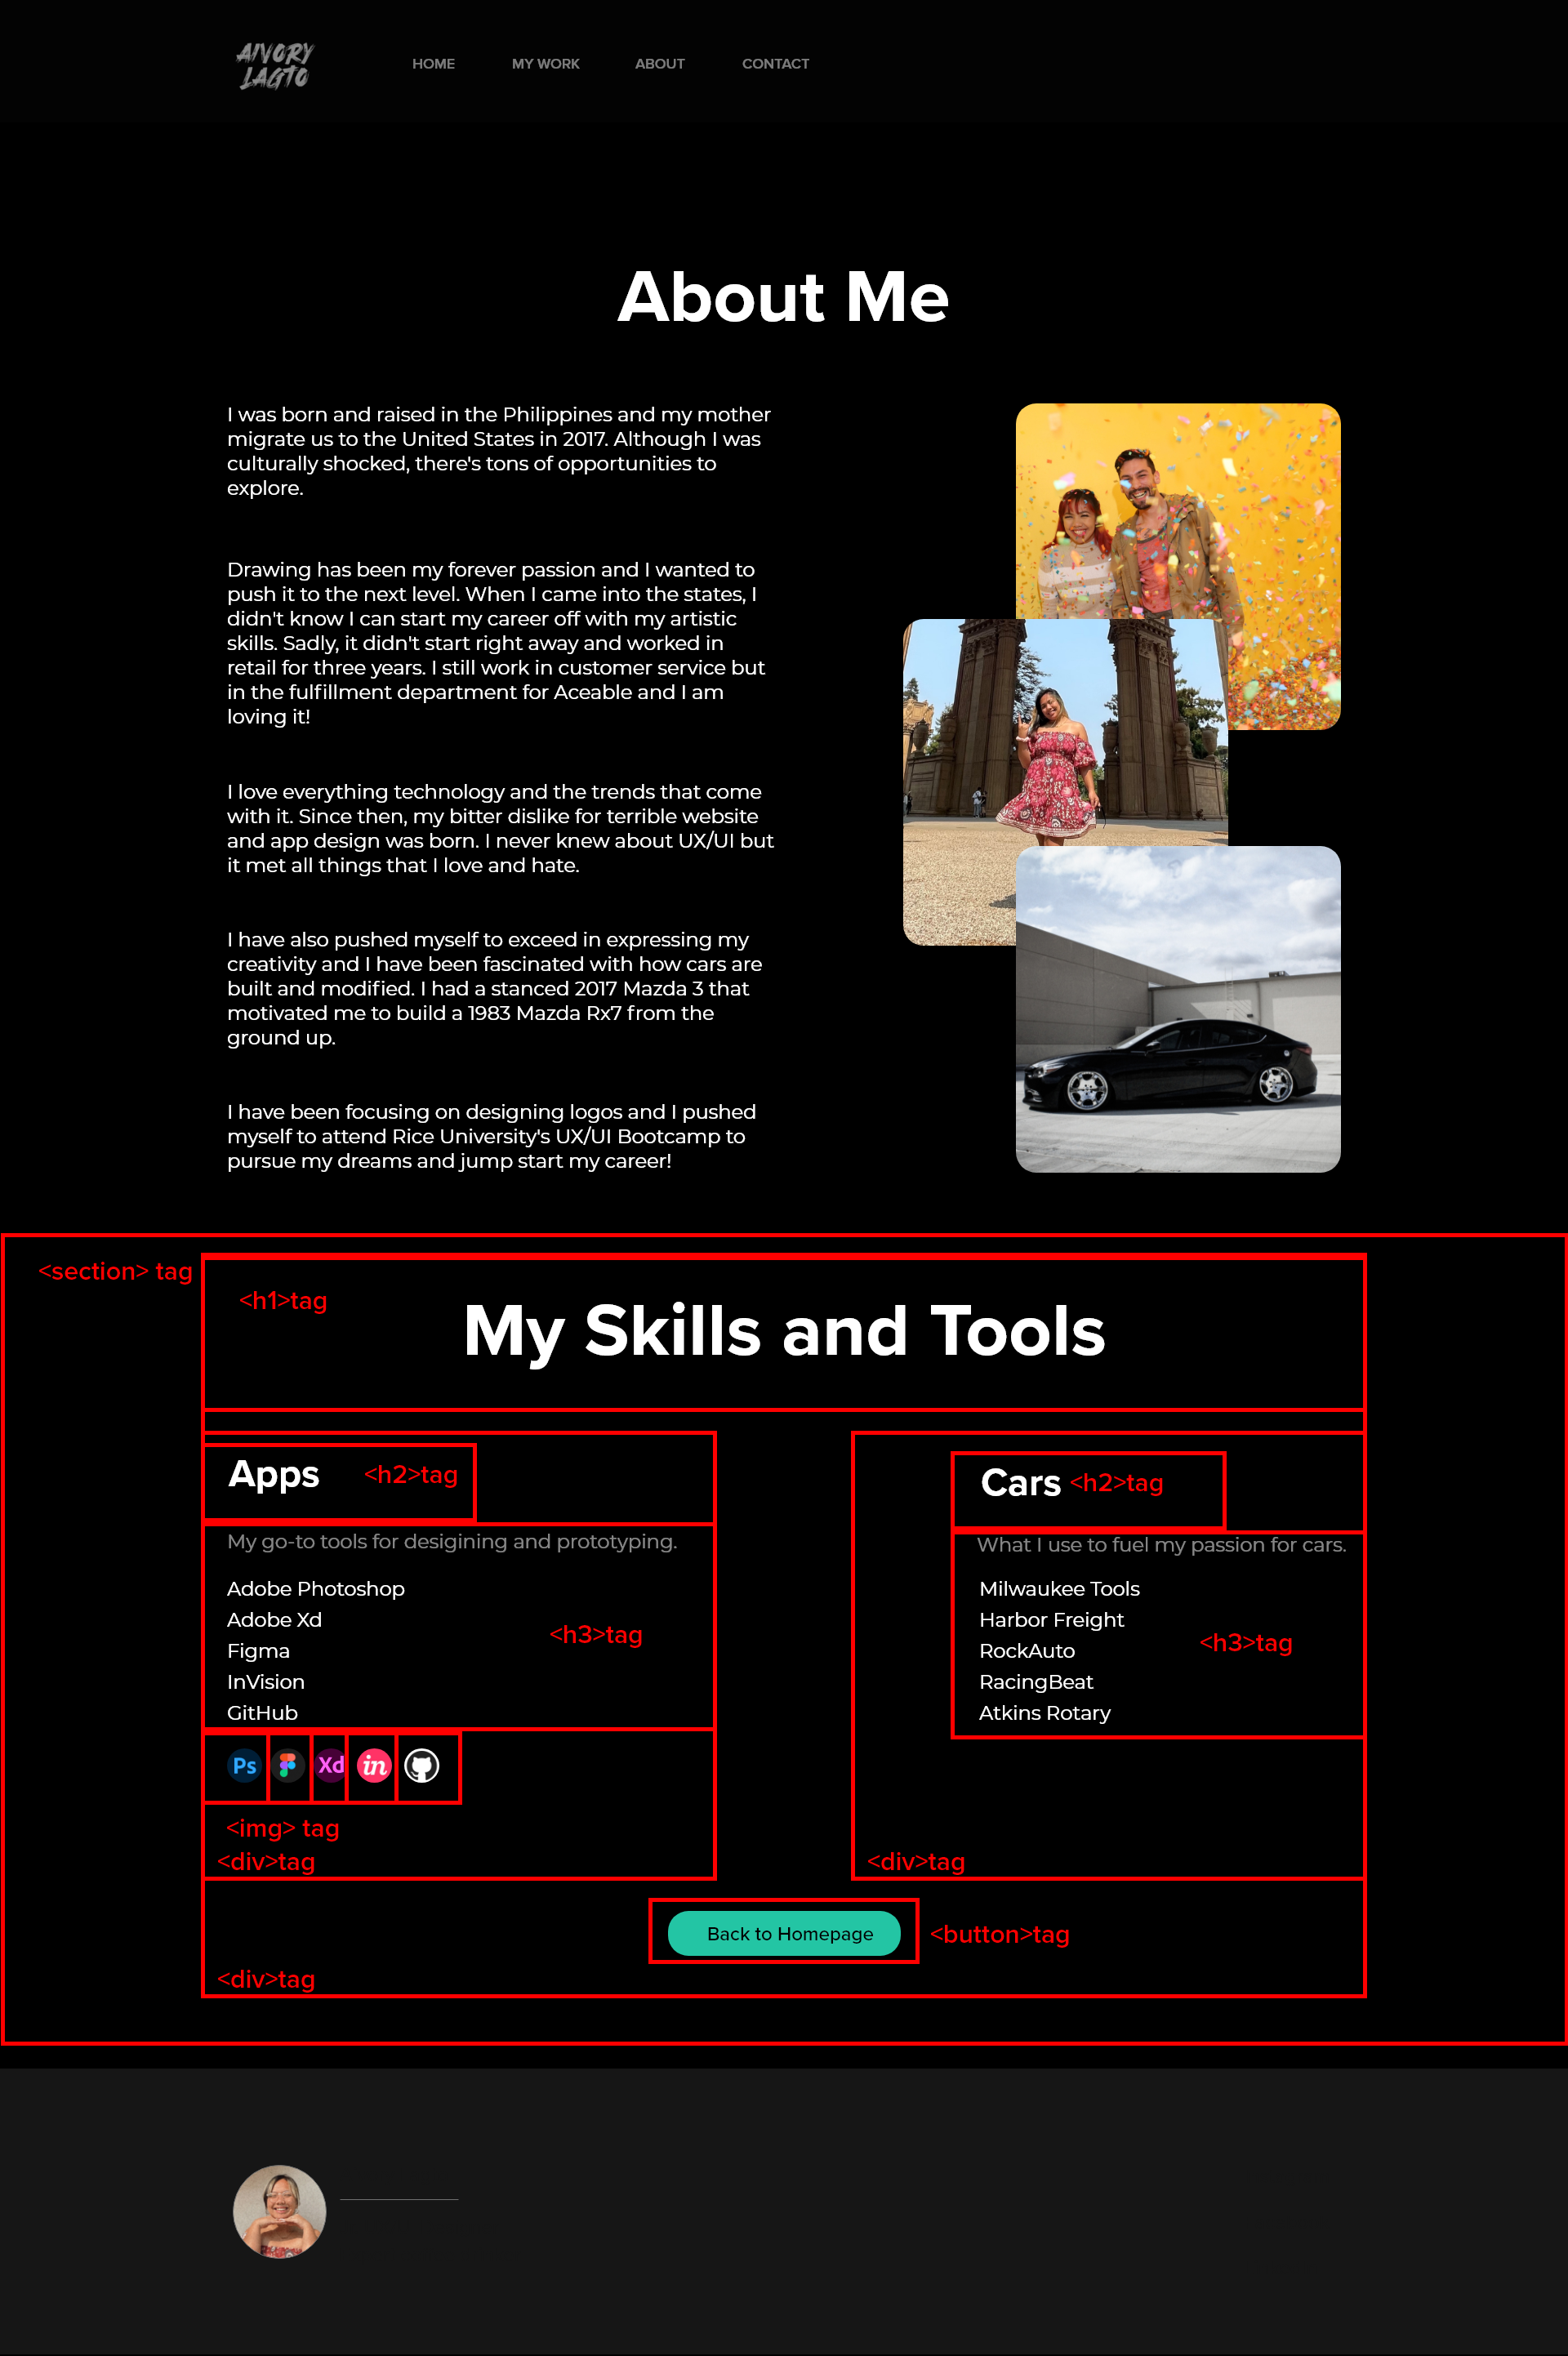 AIVORY
LAGTO
HOME MY WORK ABOUT CONTACT
About Me
I was born and raised in the Philippines and my mother
migrate us to the United States in 2017. Although I was
culturally shocked, there's tons of opportunities to
explore.
Drawing has been my forever passion and I wanted to
push it to the next level. When I came into the states, I
didn't know I can start my career off with my artistic
skills. Sadly, it didn't start right away and worked in
retail for three years. I still work in customer service but
in the fulfillment department for Aceable and I am
loving it!
I love everything technology and the trends that come
with it. Since then, my bitter dislike for terrible website
and app design was born. I never knew about UX/UI but
it met all things that I love and hate.
I have also pushed myself to exceed in expressing my
creativity and I have been fascinated with how cars are
built and modified. I had a stanced 2017 Mazda 3 that
motivated me to build a 1983 Mazda Rx7 from the
ground up.
I have been focusing on designing logos and I pushed
myself to attend Rice University's UX/UI Bootcamp to
pursue my dreams and jump start my career!
<section> tag
<h1>tag
My Skills and Tools
Apps <h2>tag
My go-to tools for desigining and prototyping.
Adobe Photoshop
Adobe Xd
Figma
InVision
GitHub
<h3>tag
Ps Xd in
<img> tag
<div>tag
Cars <h2>tag
What I use to fuel my passion for cars.
Milwaukee Tools
Harbor Freight
RockAuto
RacingBeat
Atkins Rotary
<h3>tag
<div>tag
Back to Homepage <button>tag
<div>tag